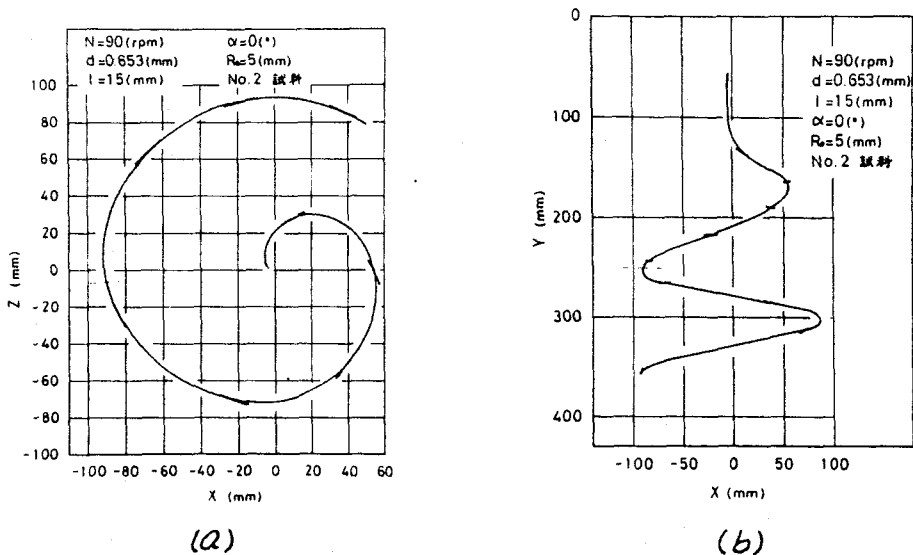 N=90(rpm) α=0(°)
d=0.653(mm) R₀=5(mm)
l=15(mm) No.2 試料
100
80
60
40
20
0
-20
-40
-60
-80
-100
Z (mm)
-100 -80 -60 -40 -20 0 20 40 60
X (mm)
(a)
0
100
200
300
400
Y (mm)
N=90(rpm)
d=0.653(mm)
l=15(mm)
α=0(°)
R₀=5(mm)
No.2 試料
-100 -50 0 50 100
X (mm)
(b)